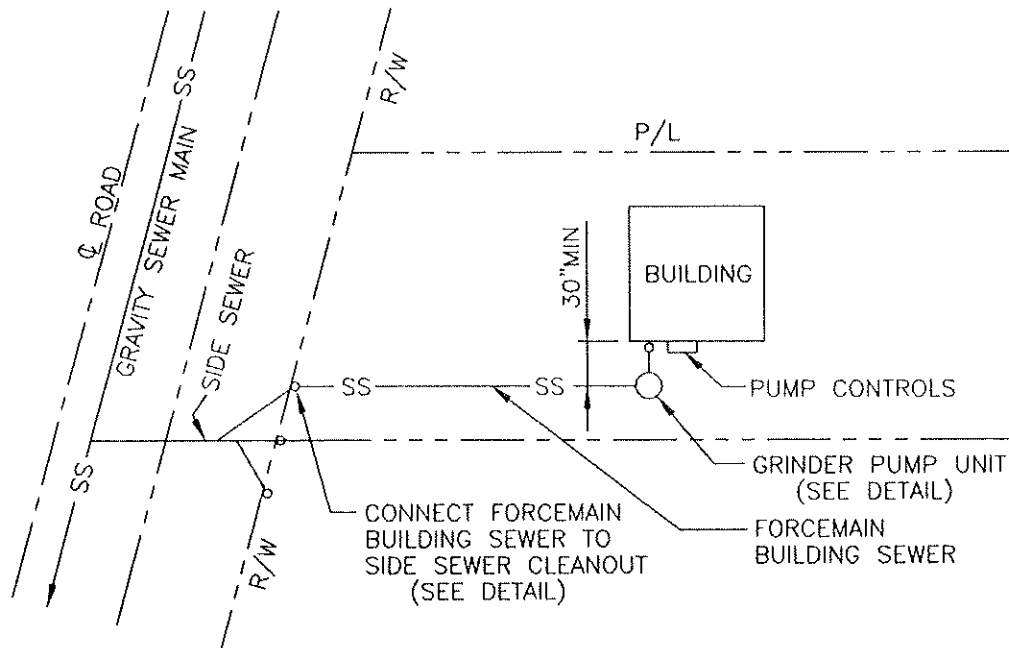 SS
R/W
P/L
℄ ROAD
GRAVITY SEWER MAIN
SIDE SEWER
30"MIN
BUILDING
SS
SS
PUMP CONTROLS
SS
GRINDER PUMP UNIT
(SEE DETAIL)
CONNECT FORCEMAIN
BUILDING SEWER TO
SIDE SEWER CLEANOUT
(SEE DETAIL)
FORCEMAIN
BUILDING SEWER
R/W